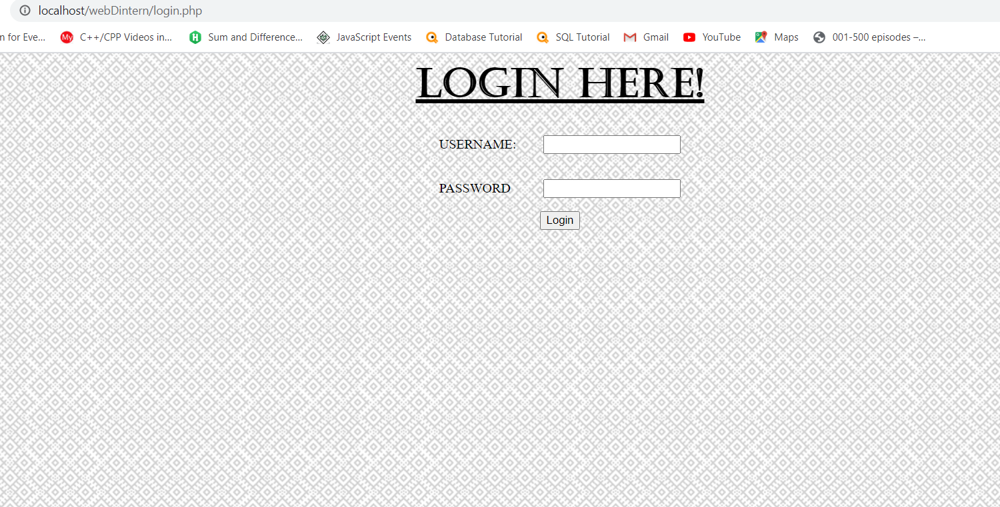 localhost/webDintern/login.php
n for Eve... My C++/CPP Videos in... H Sum and Difference... JavaScript Events Database Tutorial SQL Tutorial Gmail YouTube Maps 001-500 episodes –...
LOGIN HERE!
USERNAME:
PASSWORD
Login